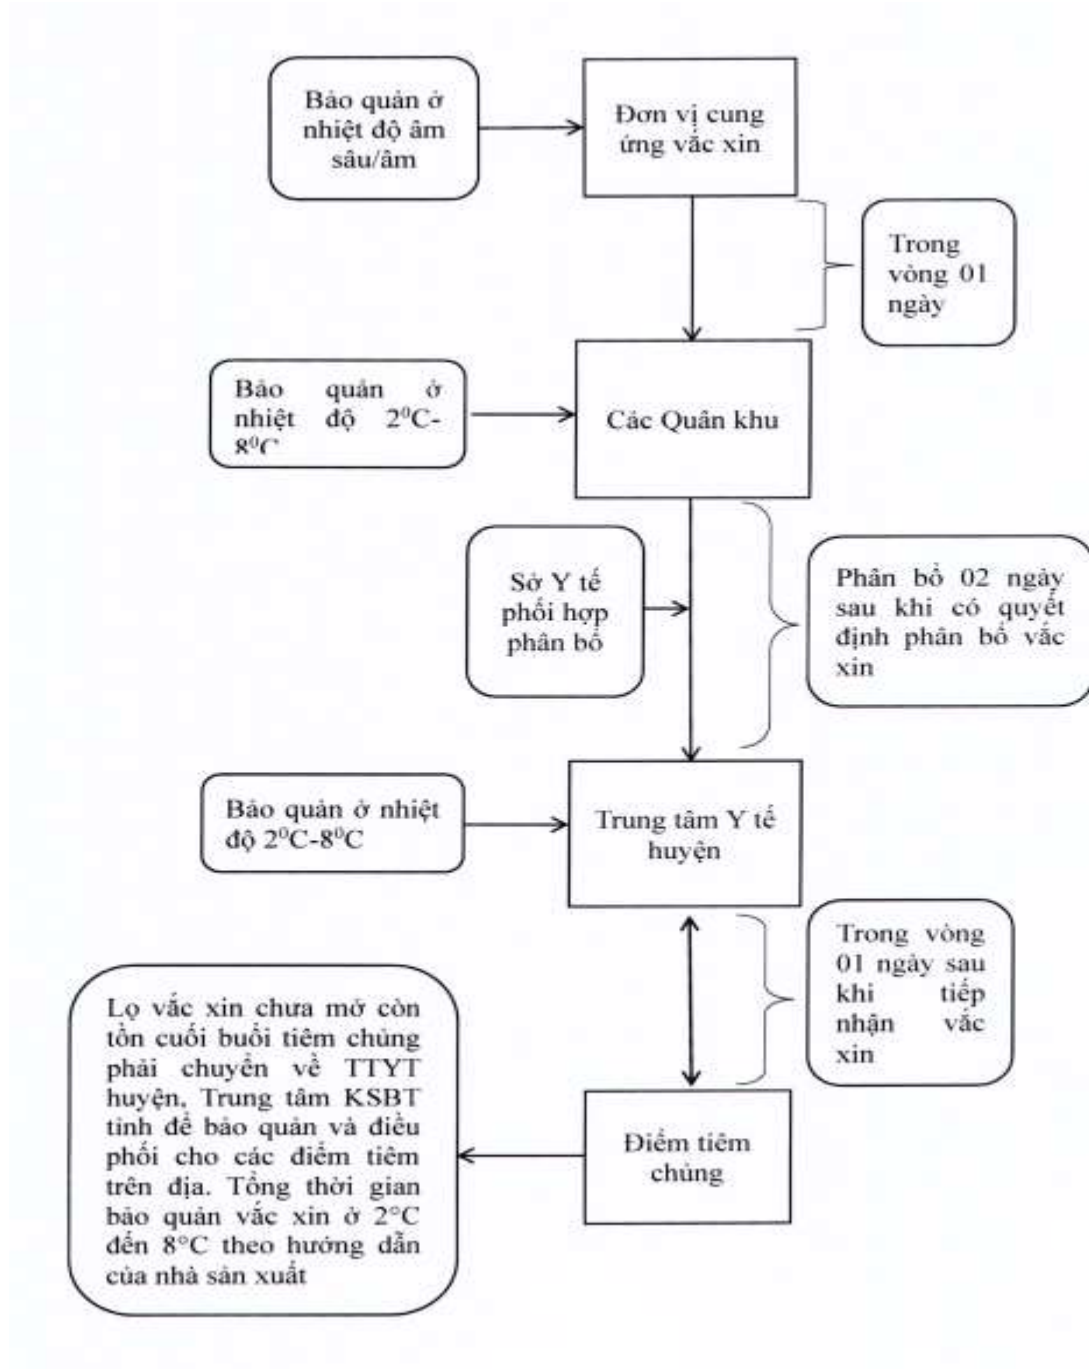 Bảo quản ở
nhiệt độ âm
sâu/âm
Đơn vị cung
ứng vắc xin
Trong
vòng 01
ngày
Bảo quản ở
nhiệt độ 2⁰C-
8⁰C
Các Quân khu
Sở Y tế
phối hợp
phân bổ
Phân bổ 02 ngày
sau khi có quyết
định phân bổ vắc
xin
Bảo quản ở nhiệt
độ 2⁰C-8⁰C
Trung tâm Y tế
huyện
Trong vòng
01 ngày sau
khi tiếp
nhận vắc
xin
Lọ vắc xin chưa mở còn
tồn cuối buổi tiêm chủng
phải chuyển về TTYT
huyện, Trung tâm KSBT
tỉnh để bảo quản và điều
phối cho các điểm tiêm
trên địa. Tổng thời gian
bảo quản vắc xin ở 2°C
đến 8°C theo hướng dẫn
của nhà sản xuất
Điểm tiêm
chủng